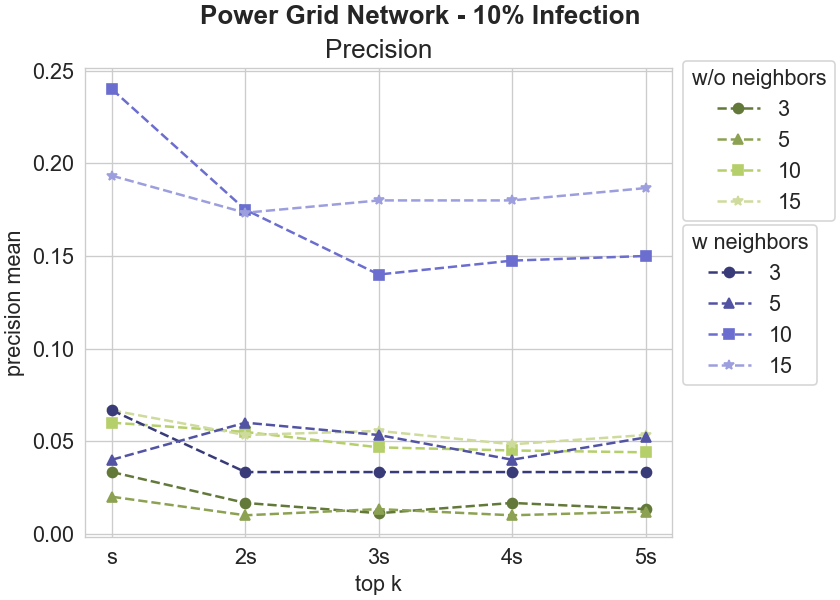 Power Grid Network - 10% Infection
Precision
0.25
0.20
0.15
0.10
0.05
0.00
precision mean
s 2s 3s 4s 5s
top k
w/o neighbors
3
5
10
15
w neighbors
3
5
10
15